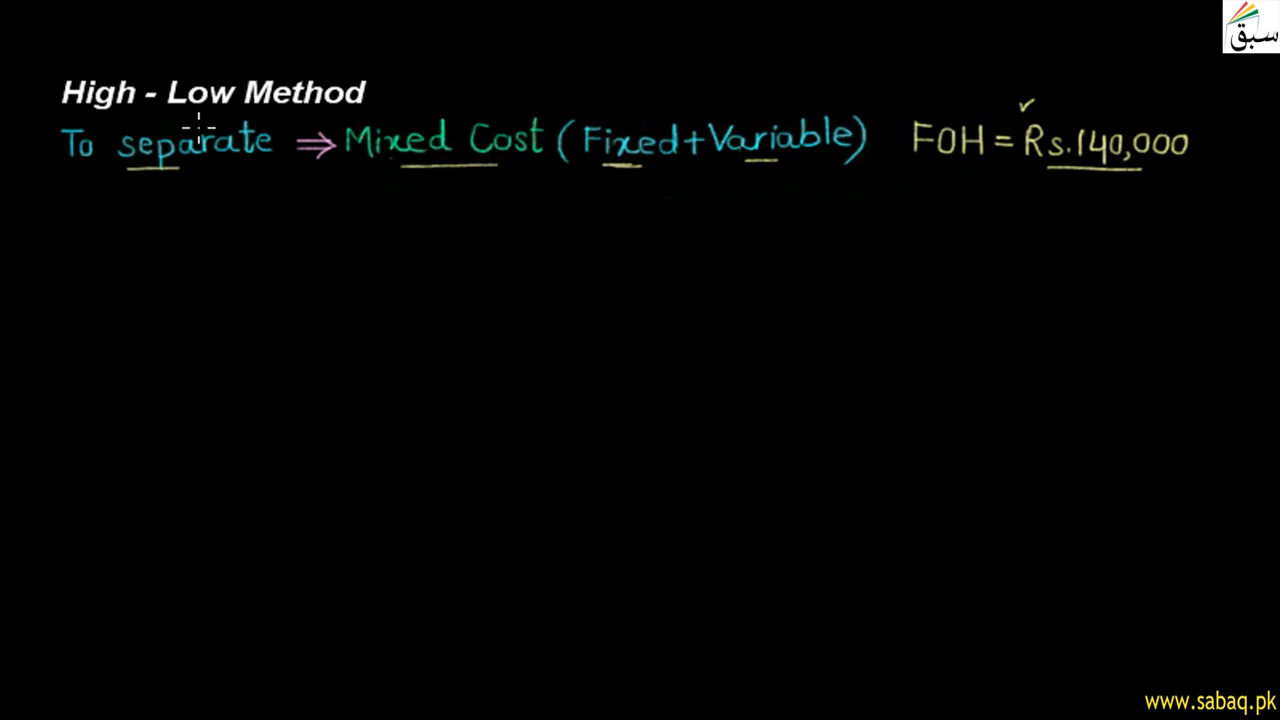 سبق
High - Low Method
To separate ⇒ Mixed Cost (Fixed+Variable) FOH = Rs.140,000
www.sabaq.pk